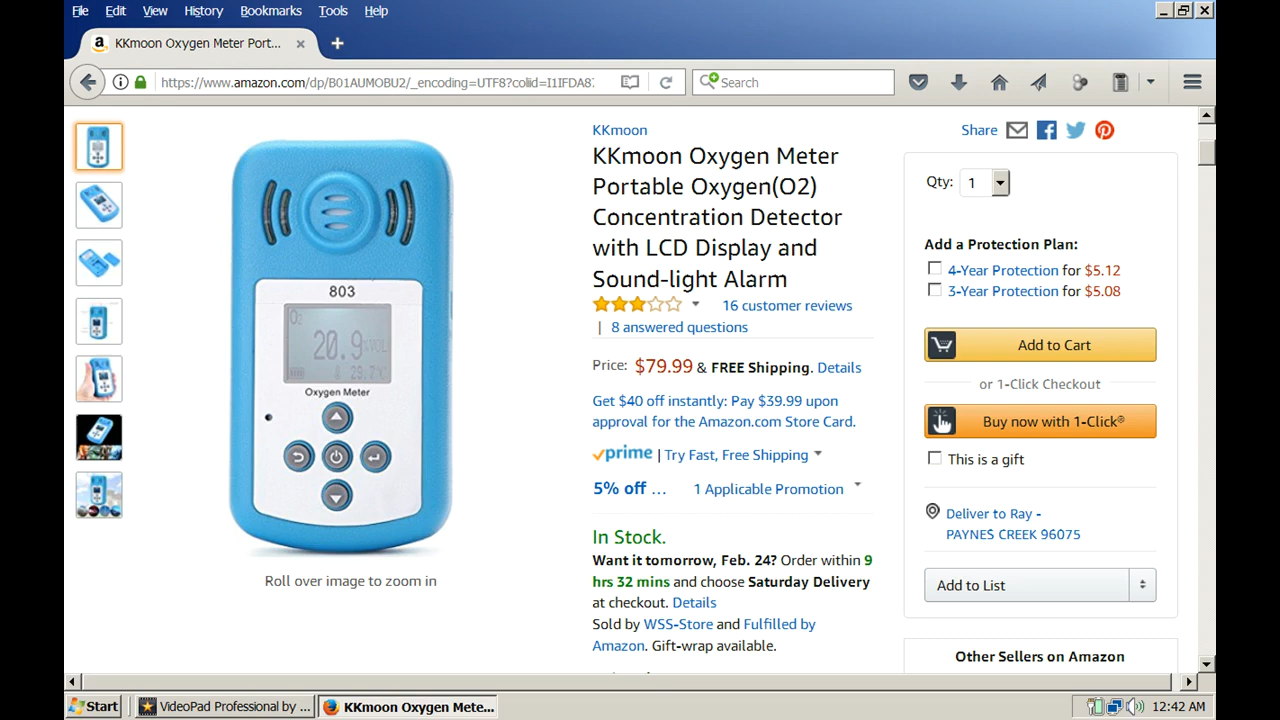 File Edit View History Bookmarks Tools Help
a KKmoon Oxygen Meter Port...
https://www.amazon.com/dp/B01AUMOBU2/_encoding=UTF8?coliid=I1IFDA8
Search
KKmoon
Share
KKmoon Oxygen Meter
Portable Oxygen(O2)
Concentration Detector
with LCD Display and
Sound-light Alarm
16 customer reviews
| 8 answered questions
Price: $79.99 & FREE Shipping. Details
Get $40 off instantly: Pay $39.99 upon
approval for the Amazon.com Store Card.
prime | Try Fast, Free Shipping
5% off ... 1 Applicable Promotion
In Stock.
Want it tomorrow, Feb. 24? Order within 9
hrs 32 mins and choose Saturday Delivery
at checkout. Details
Sold by WSS-Store and Fulfilled by
Amazon. Gift-wrap available.
803
O2
20.9%VOL
29.7℃
Oxygen Meter
Roll over image to zoom in
Qty: 1
Add a Protection Plan:
4-Year Protection for $5.12
3-Year Protection for $5.08
Add to Cart
or 1-Click Checkout
Buy now with 1-Click®
This is a gift
Deliver to Ray -
PAYNES CREEK 96075
Add to List
Other Sellers on Amazon
Start
VideoPad Professional by ...
KKmoon Oxygen Mete...
12:42 AM